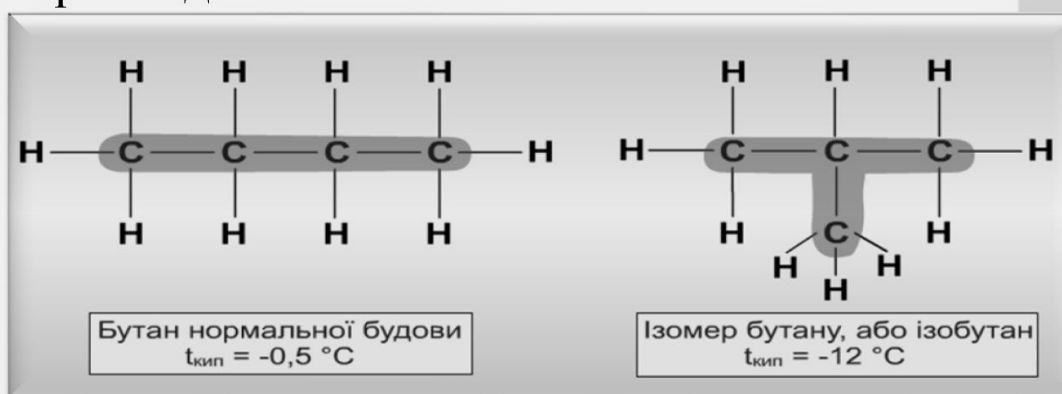 H H H H
H C C C C H
H H H H
Бутан нормальної будови
tкип = -0,5 °C
H H H
H C C C H
H C H
H H
H
Ізомер бутану, або ізобутан
tкип = -12 °C